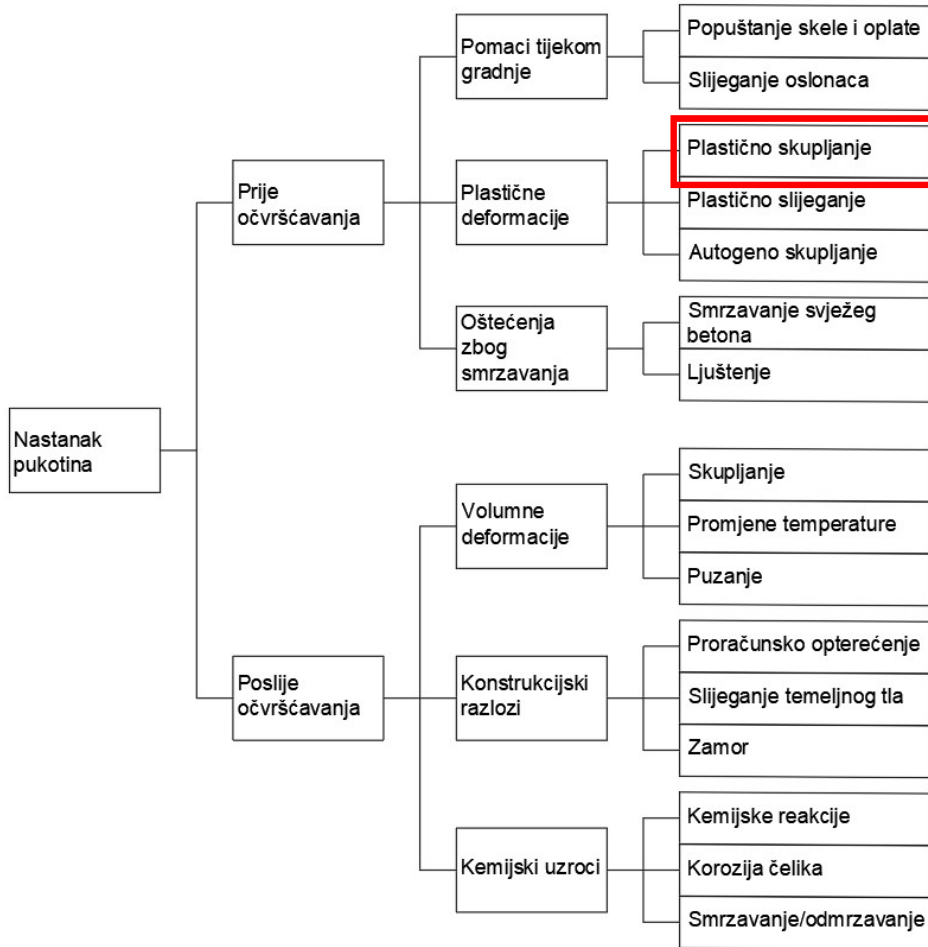 Nastanak
pukotina
Prije
očvršćavanja
Pomaci tijekom
gradnje
Popuštanje skele i oplate
Slijeganje oslonaca
Plastične
deformacije
Plastično skupljanje
Plastično slijeganje
Autogeno skupljanje
Oštećenja
zbog
smrzavanja
Smrzavanje svježeg
betona
Ljuštenje
Poslije
očvršćavanja
Volumne
deformacije
Skupljanje
Promjene temperature
Puzanje
Konstrukcijski
razlozi
Proračunsko opterećenje
Slijeganje temeljnog tla
Zamor
Kemijski uzroci
Kemijske reakcije
Korozija čelika
Smrzavanje/odmrzavanje